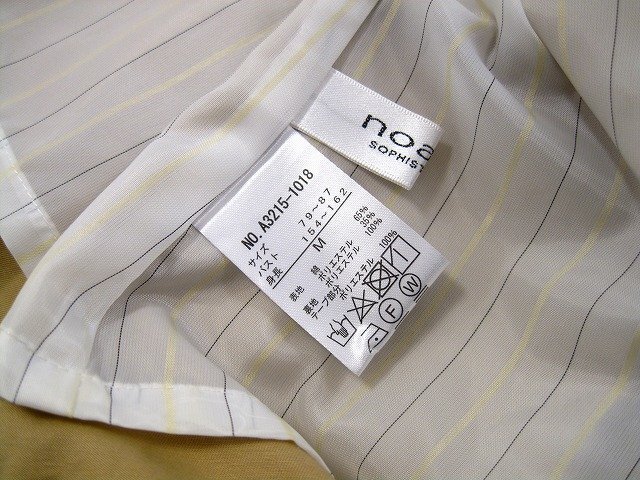 noa
SOPHIST
NO.A3215-1018
サイズ
バスト 79~87
身長 154~162
M
表地 綿 65%
ポリエステル 35%
裏地 ポリエステル 100%
テープ部分
ポリエステル 100%
F W